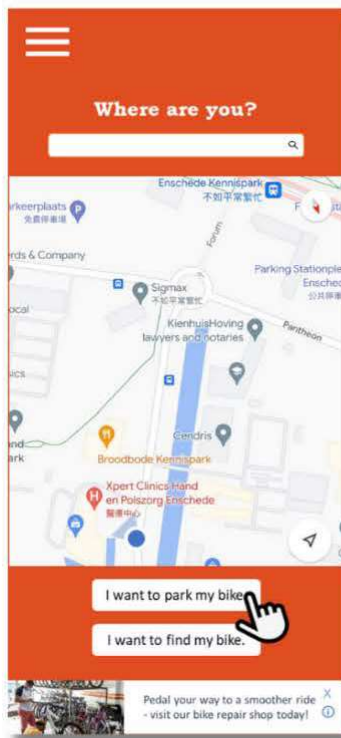 Where are you?
Enschede Kennispark
不如平常繁忙
arkeerplaats
P
免費停車場
Forum
rds & Company
Parking Stationple
Sigmax
不如平常繁忙
Enschede
公共停車
ocal
KienhuisHoving
lawyers and notaries
Pantheon
ics
Cendris
nd
ark
Broodbode Kennispark
Xpert Clinics Hand
en Polszorg Enschede
H
醫療中心
I want to park my bike.
I want to find my bike.
Pedal your way to a smoother ride
- visit our bike repair shop today!
X